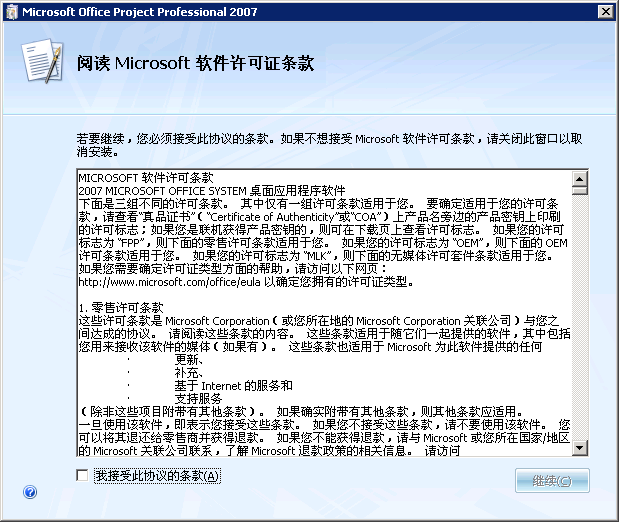 Microsoft Office Project Professional 2007
阅读 Microsoft 软件许可证条款
若要继续，您必须接受此协议的条款。如果不想接受 Microsoft 软件许可条款，请关闭此窗口以取
消安装。
MICROSOFT 软件许可条款
2007 MICROSOFT OFFICE SYSTEM 桌面应用程序软件
下面是三组不同的许可条款。 其中仅有一组许可条款适用于您。 要确定适用于您的许可条
款，请查看“真品证书”（“Certificate of Authenticity”或“COA”）上产品名旁边的产品密钥上印刷
的许可标志；如果您是联机获得产品密钥的，则可在下载页上查看许可标志。 如果您的许可
标志为 “FPP”，则下面的零售许可条款适用于您。 如果您的许可标志为 “OEM”，则下面的 OEM
许可条款适用于您。 如果您的许可标志为 “MLK”，则下面的无媒体许可套件条款适用于您。
如果您需要确定许可证类型方面的帮助，请访问以下网页：
http://www.microsoft.com/office/eula 以确定您拥有的许可证类型。
1. 零售许可条款
这些许可条款是 Microsoft Corporation（或您所在地的 Microsoft Corporation 关联公司）与您之
间达成的协议。 请阅读这些条款的内容。 这些条款适用于随它们一起提供的软件，其中包括
您用来接收该软件的媒体（如果有）。 这些条款也适用于 Microsoft 为此软件提供的任何
· 更新、
· 补充、
· 基于 Internet 的服务和
· 支持服务
（除非这些项目附带有其他条款）。 如果确实附带有其他条款，则其他条款应适用。
一旦使用该软件，即表示您接受这些条款。 如果您不接受这些条款，请不要使用该软件。 您
可以将其退还给零售商并获得退款。 如果您不能获得退款，请与 Microsoft 或您所在国家/地区
的 Microsoft 关联公司联系，了解 Microsoft 退款政策的相关信息。 请访问
我接受此协议的条款(A)
继续(C)